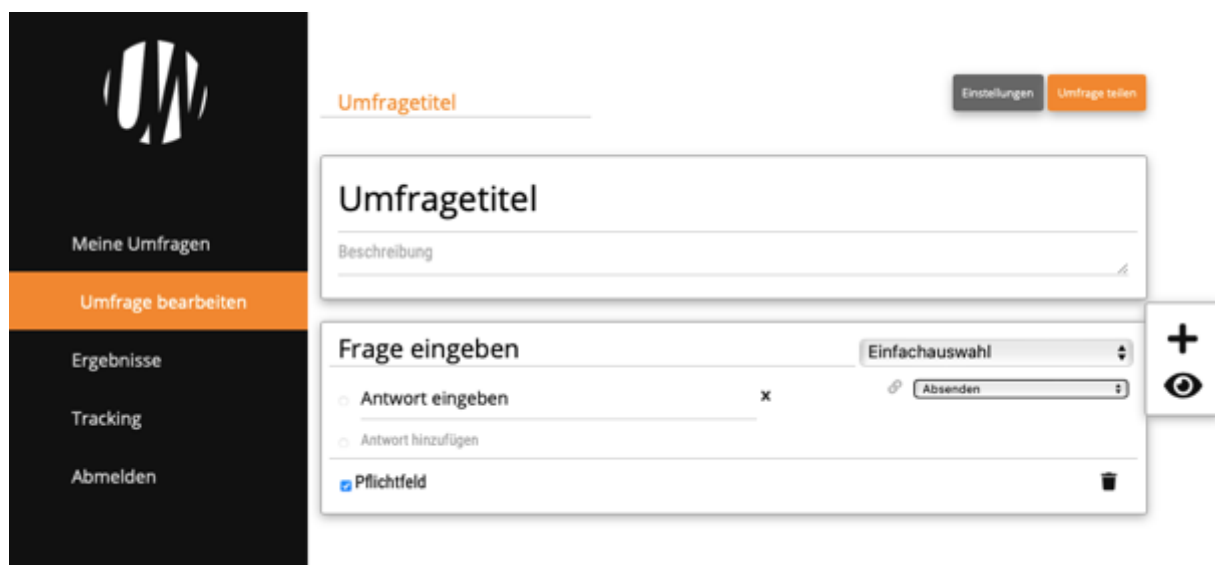 UW
Meine Umfragen
Umfrage bearbeiten
Ergebnisse
Tracking
Abmelden
Umfragetitel
Einstellungen
Umfrage teilen
Umfragetitel
Beschreibung
Frage eingeben
Einfachauswahl
Antwort eingeben
x
Absenden
Antwort hinzufügen
Pflichtfeld